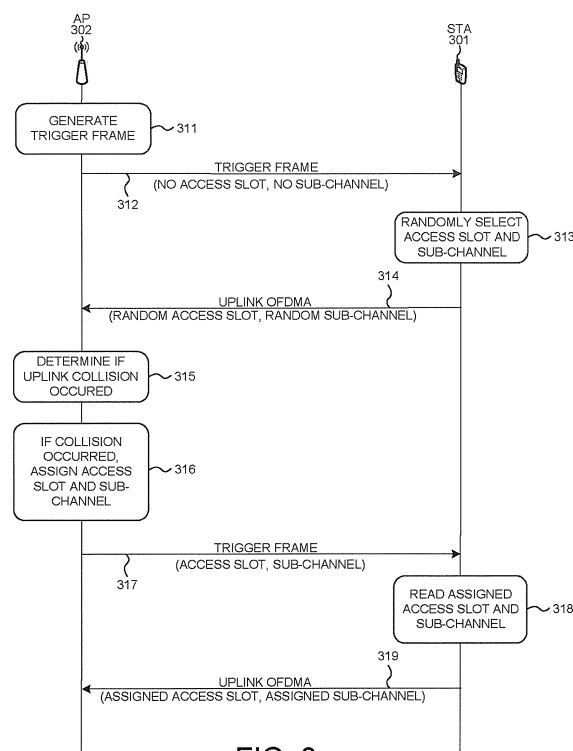 AP
302
STA
301
GENERATE
TRIGGER FRAME
311
TRIGGER FRAME
(NO ACCESS SLOT, NO SUB-CHANNEL)
312
RANDOMLY SELECT
ACCESS SLOT AND
SUB-CHANNEL
313
314
UPLINK OFDMA
(RANDOM ACCESS SLOT, RANDOM SUB-CHANNEL)
DETERMINE IF
UPLINK COLLISION
OCCURED
315
IF COLLISION
OCCURRED,
ASSIGN ACCESS
SLOT AND SUB-
CHANNEL
316
TRIGGER FRAME
(ACCESS SLOT, SUB-CHANNEL)
317
READ ASSIGNED
ACCESS SLOT AND
SUB-CHANNEL
318
319
UPLINK OFDMA
(ASSIGNED ACCESS SLOT, ASSIGNED SUB-CHANNEL)